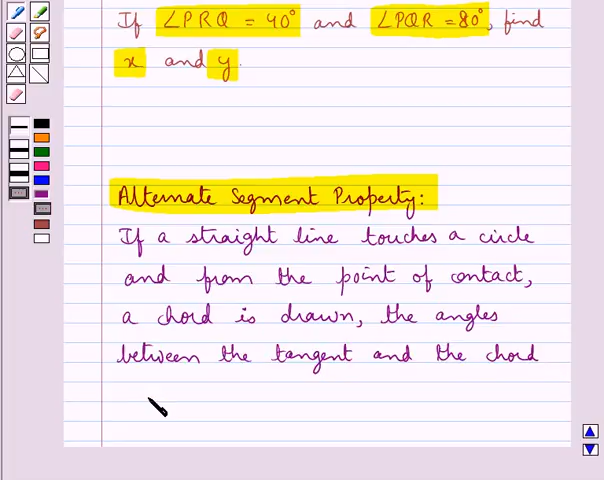 If ∠PRQ = 40° and ∠PQR = 80°, find
x and y.
Alternate Segment Property:
If a straight line touches a circle
and from the point of contact,
a chord is drawn, the angles
between the tangent and the chord